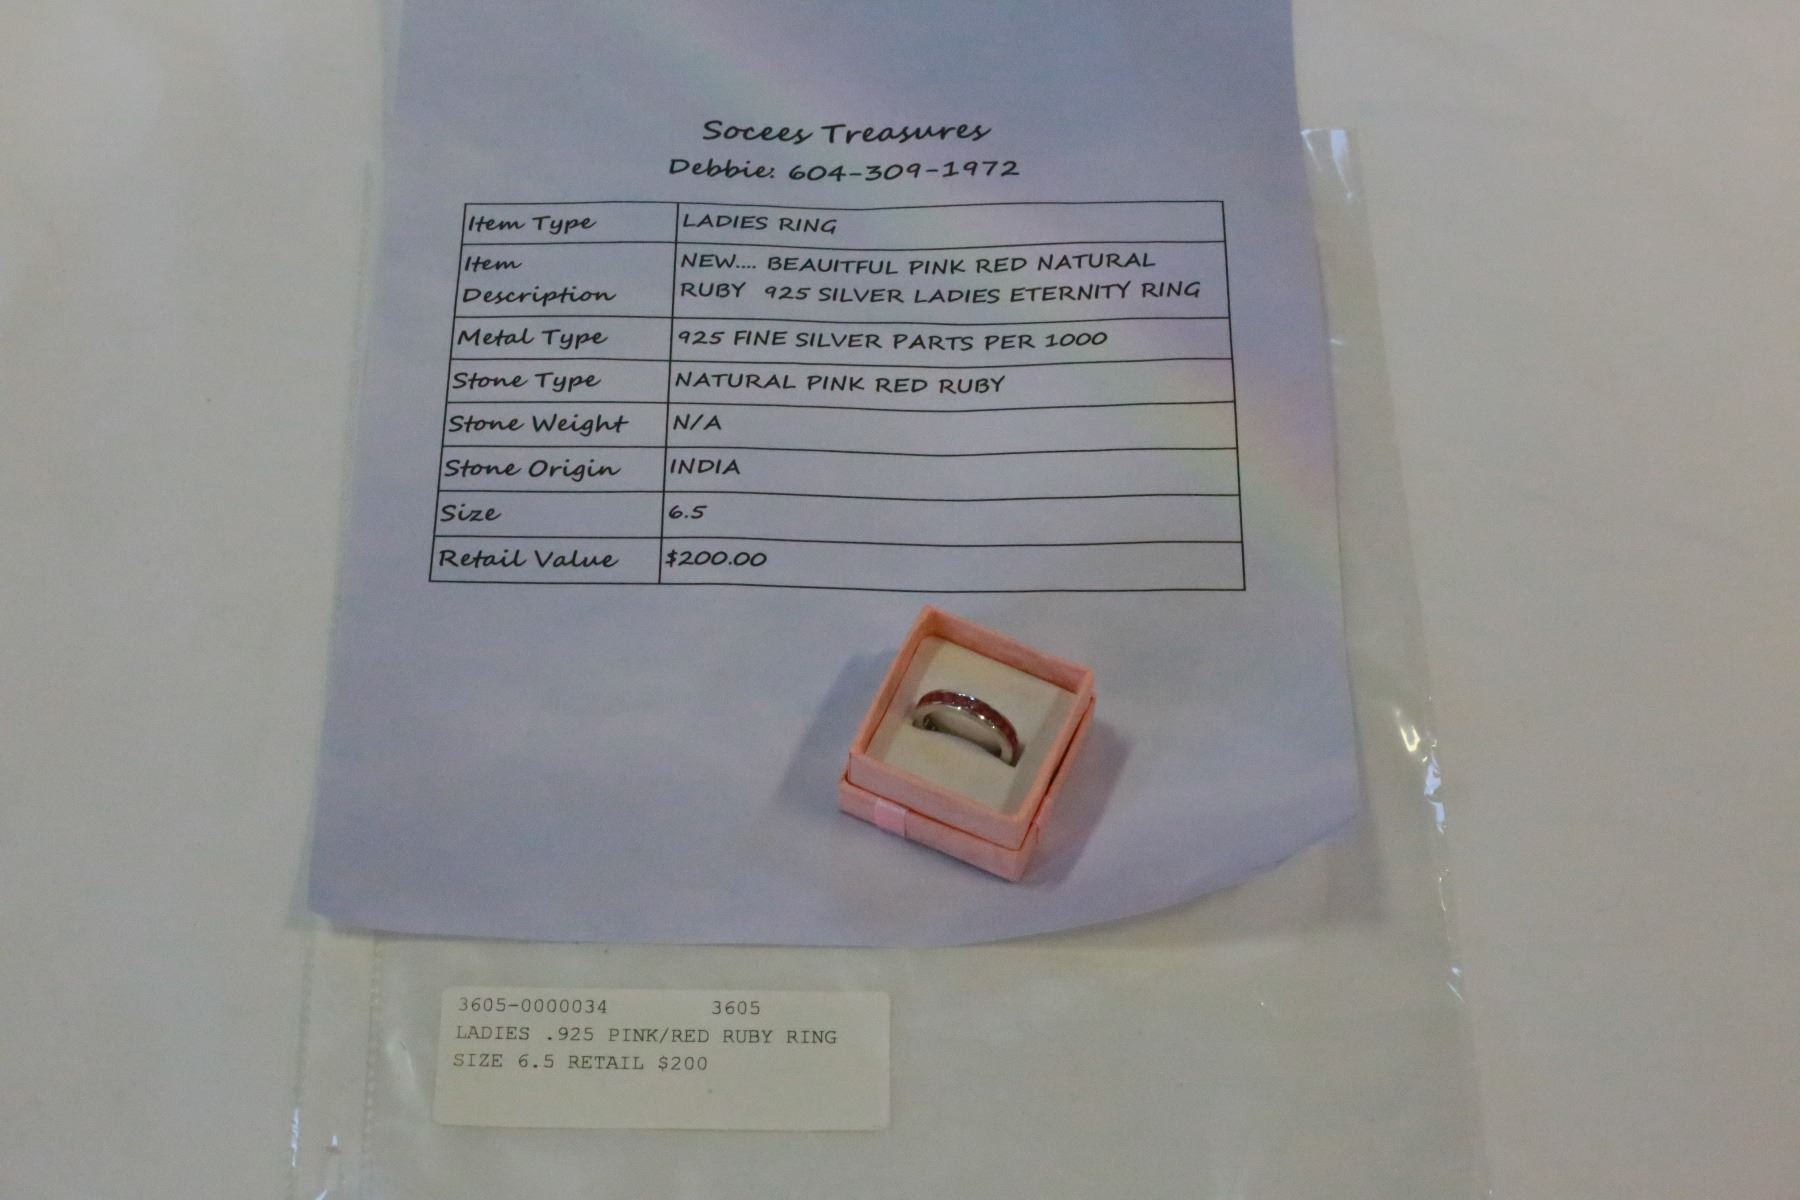 Socees Treasures
Debbie: 604-309-1972
Item Type LADIES RING
Item Description NEW.... BEAUITFUL PINK RED NATURAL
RUBY 925 SILVER LADIES ETERNITY RING
Metal Type 925 FINE SILVER PARTS PER 1000
Stone Type NATURAL PINK RED RUBY
Stone Weight N/A
Stone Origin INDIA
Size 6.5
Retail Value $200.00
3605-0000034 3605
LADIES .925 PINK/RED RUBY RING
SIZE 6.5 RETAIL $200